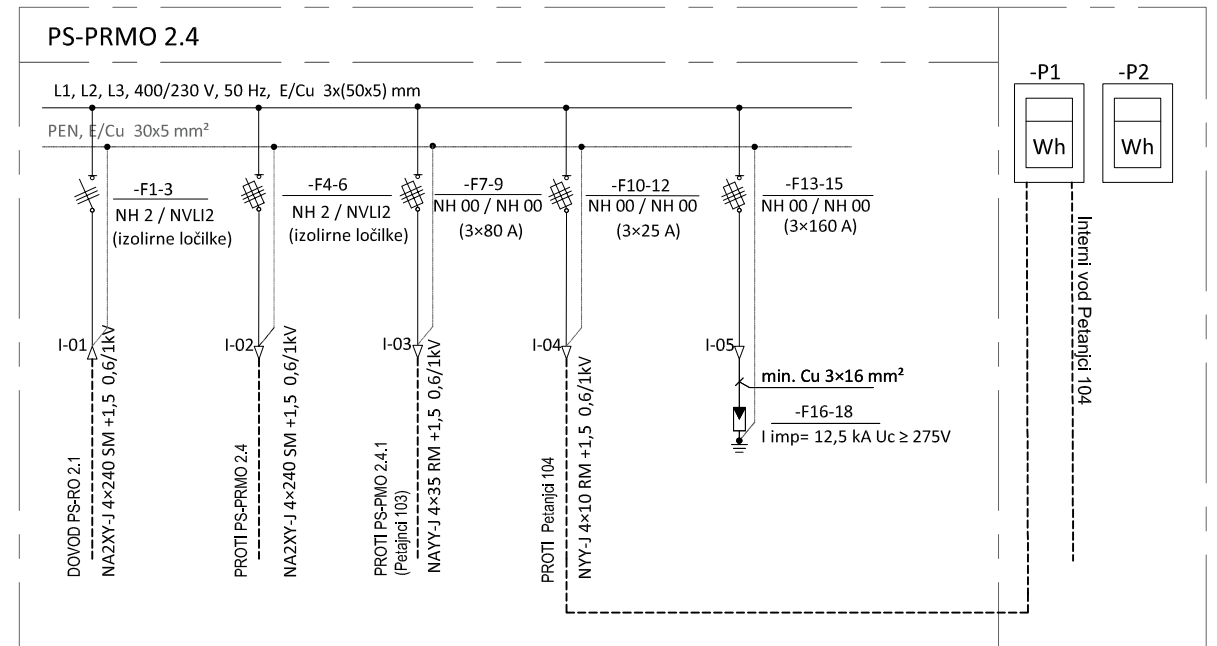 PS-PRMO 2.4
-P1
-P2
L1, L2, L3, 400/230 V, 50 Hz, E/Cu 3x(50x5) mm
PEN, E/Cu 30x5 mm²
Wh
Wh
-F1-3
NH 2 / NVLI2
(izolirne ločilke)
-F4-6
NH 2 / NVLI2
(izolirne ločilke)
-F7-9
NH 00 / NH 00
(3×80 A)
-F10-12
NH 00 / NH 00
(3×25 A)
-F13-15
NH 00 / NH 00
(3×160 A)
Interni vod Petanjci 104
I-01
I-02
I-03
I-04
I-05
DOVOD PS-RO 2.1
NA2XY-J 4×240 SM +1,5 0,6/1kV
PROTI PS-PRMO 2.4
NA2XY-J 4×240 SM +1,5 0,6/1kV
PROTI PS-PMO 2.4.1
(Petajnci 103)
NAYY-J 4×35 RM +1,5 0,6/1kV
PROTI Petanjci 104
NYY-J 4×10 RM +1,5 0,6/1kV
min. Cu 3×16 mm²
-F16-18
I imp= 12,5 kA Uc ≥ 275V